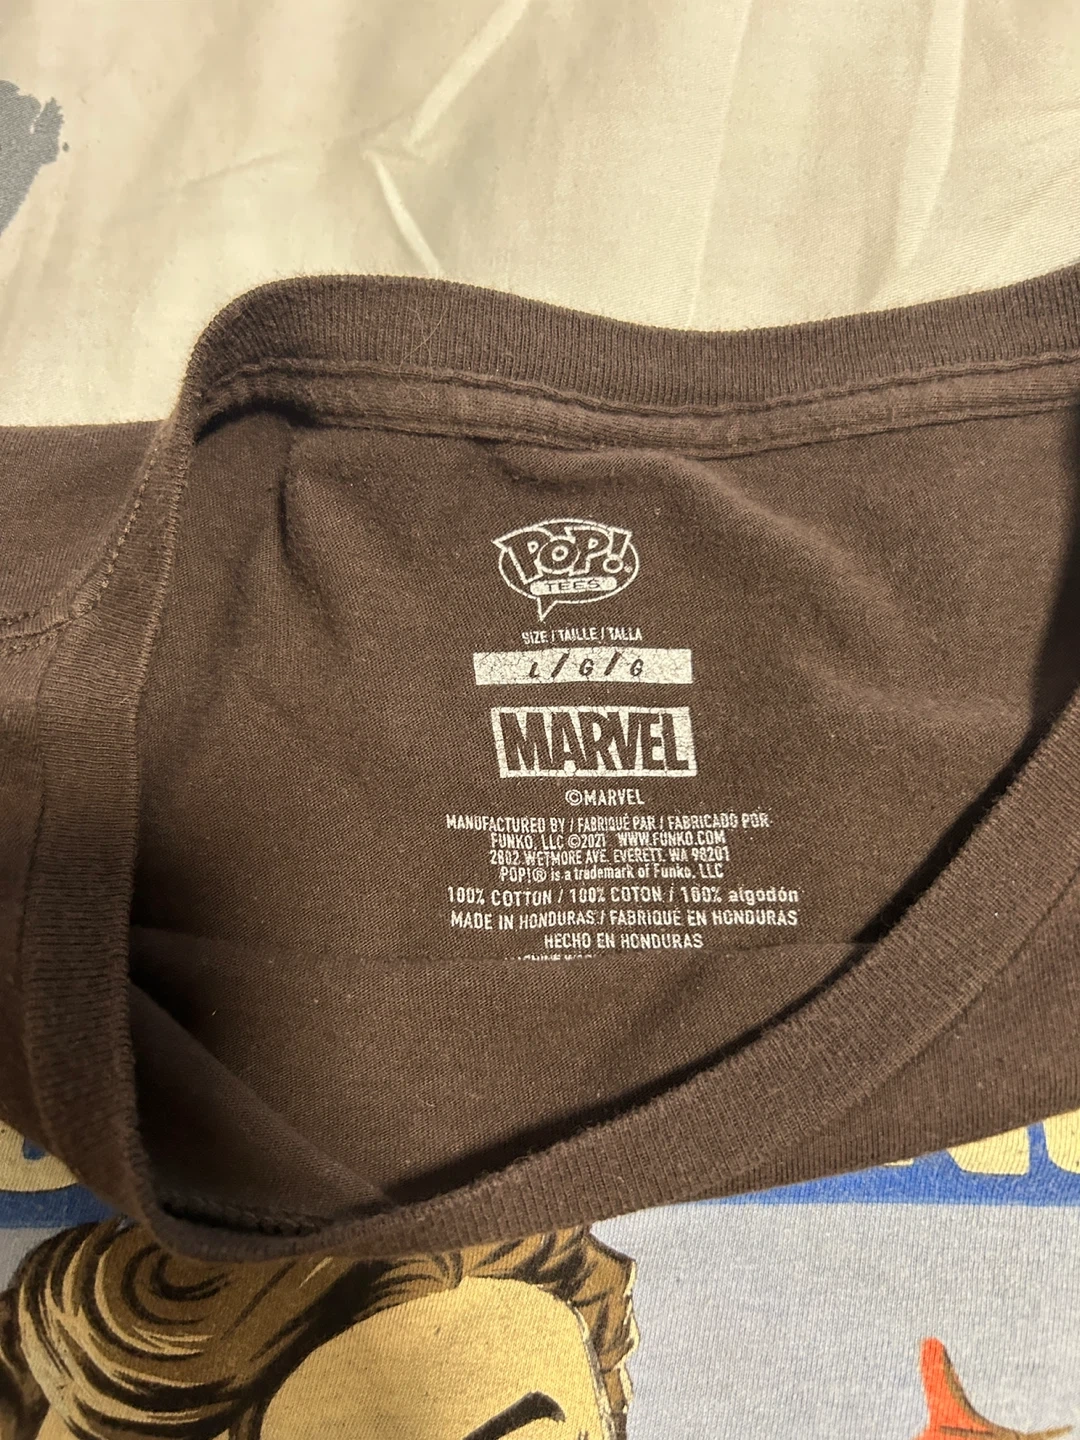 POP!
TEES
SIZE / TAILLE / TALLA
L / G / G
MARVEL
©MARVEL
MANUFACTURED BY / FABRIQUÉ PAR / FABRICADO POR
FUNKO, LLC ©2021 WWW.FUNKO.COM
2802 WETMORE AVE. EVERETT, WA 98201
POP!® is a trademark of Funko, LLC
100% COTTON / 100% COTON / 100% algodón
MADE IN HONDURAS / FABRIQUÉ EN HONDURAS
HECHO EN HONDURAS